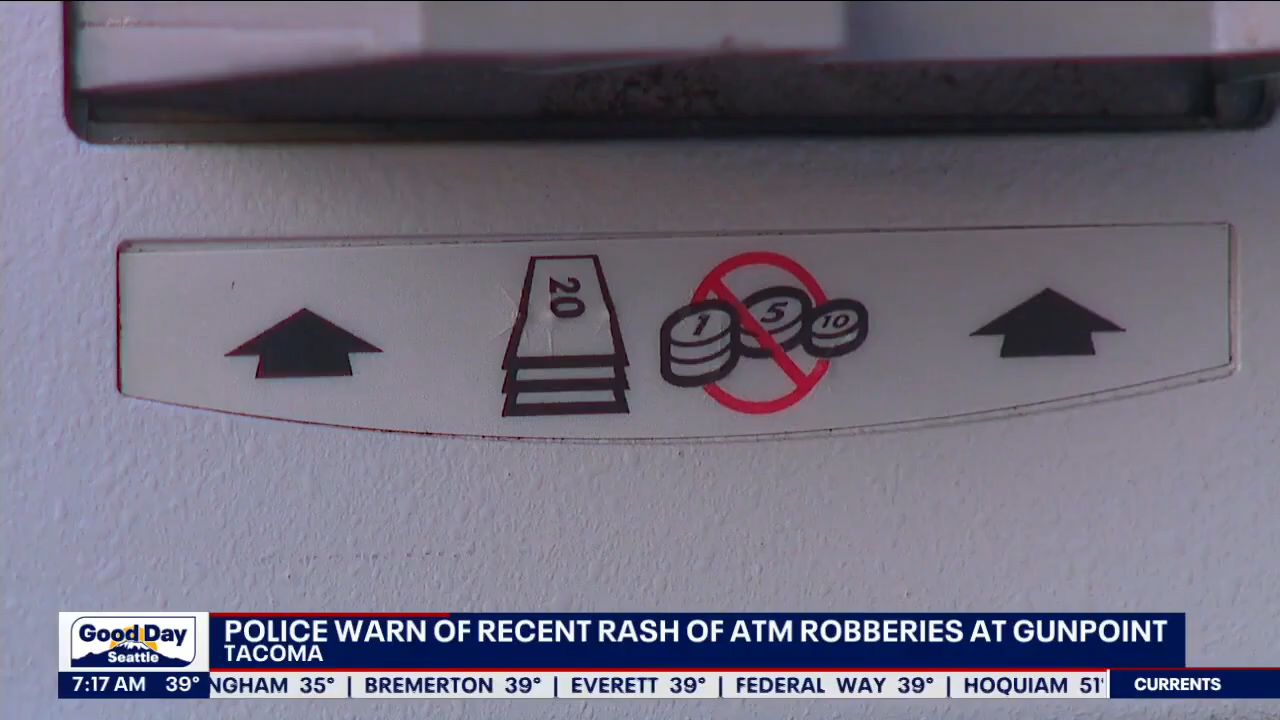 20
1 5 10
Good Day
Seattle
POLICE WARN OF RECENT RASH OF ATM ROBBERIES AT GUNPOINT
TACOMA
7:17 AM 39° NGHAM 35° | BREMERTON 39° | EVERETT 39° | FEDERAL WAY 39° | HOQUIAM 51° CURRENTS